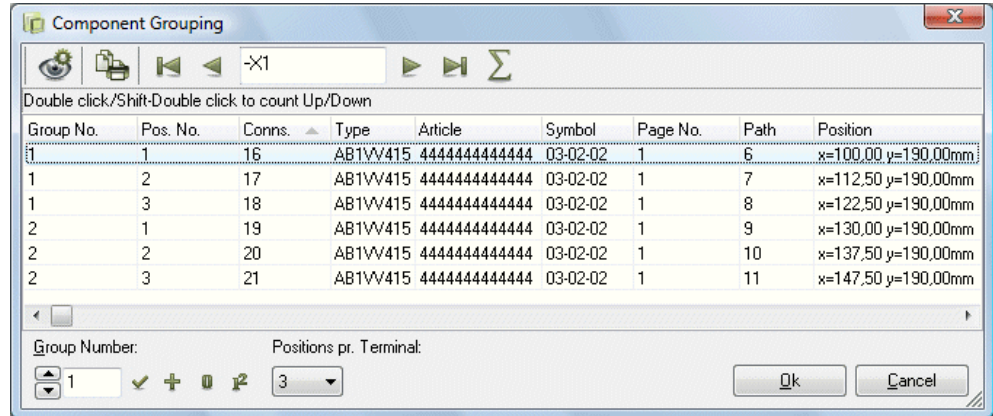 Component Grouping
-X1
Double click/Shift-Double click to count Up/Down
Group No. Pos. No. Conns. Type Article Symbol Page No. Path Position
1 1 16 AB1VV415 4444444444444 03-02-02 1 6 x=100,00 y=190,00mm
1 2 17 AB1VV415 4444444444444 03-02-02 1 7 x=112,50 y=190,00mm
1 3 18 AB1VV415 4444444444444 03-02-02 1 8 x=122,50 y=190,00mm
2 1 19 AB1VV415 4444444444444 03-02-02 1 9 x=130,00 y=190,00mm
2 2 20 AB1VV415 4444444444444 03-02-02 1 10 x=137,50 y=190,00mm
2 3 21 AB1VV415 4444444444444 03-02-02 1 11 x=147,50 y=190,00mm
Group Number: Positions pr. Terminal:
1 3 Ok Cancel